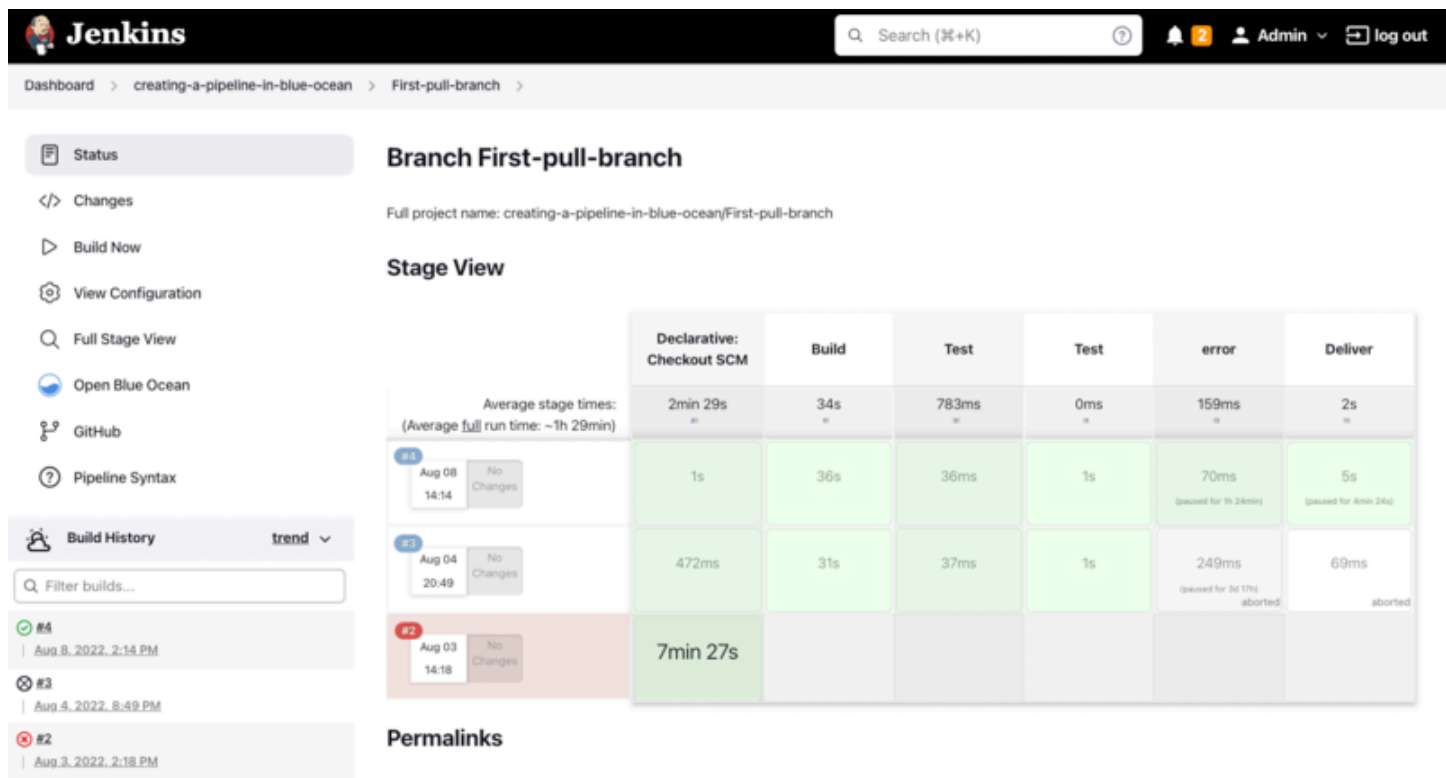 Jenkins
Search (⌘+K)
2
Admin
log out
Dashboard > creating-a-pipeline-in-blue-ocean > First-pull-branch >
Status
Changes
Build Now
View Configuration
Full Stage View
Open Blue Ocean
GitHub
Pipeline Syntax
Build History
trend
Filter builds...
#4
Aug 8, 2022, 2:14 PM
#3
Aug 4, 2022, 8:49 PM
#2
Aug 3, 2022, 2:18 PM
Branch First-pull-branch
Full project name: creating-a-pipeline-in-blue-ocean/First-pull-branch
Stage View
Declarative:
Checkout SCM
Build
Test
Test
error
Deliver
Average stage times:
(Average full run time: ~1h 29min)
2min 29s
34s
783ms
0ms
159ms
2s
#4
Aug 08
14:14
No
Changes
1s
36s
36ms
1s
70ms
(paused for 1h 24min)
5s
(paused for 4min 24s)
#3
Aug 04
20:49
No
Changes
472ms
31s
37ms
1s
249ms
(paused for 3d 17h)
aborted
69ms
aborted
#2
Aug 03
14:18
No
Changes
7min 27s
Permalinks